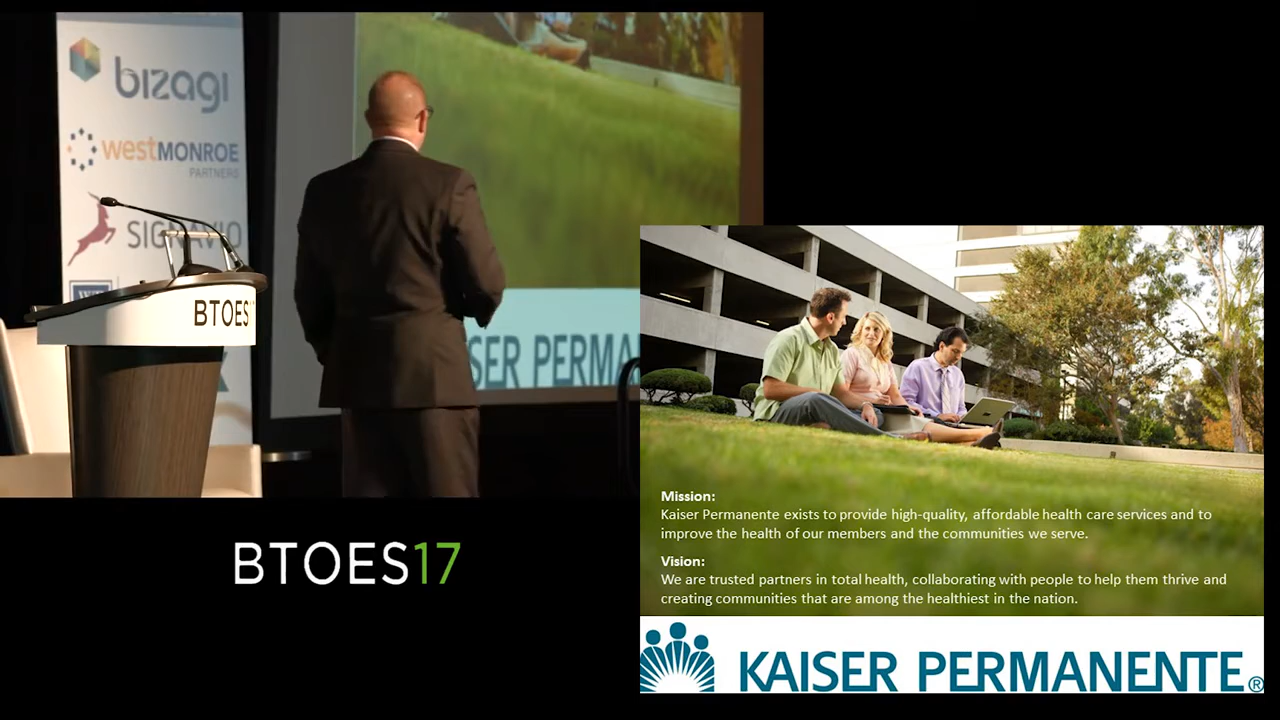 bizagi
westMONROE
PARTNERS
SIGNAVIO
BTOES
SER PERMA
BTOES17
Mission:
Kaiser Permanente exists to provide high-quality, affordable health care services and to
improve the health of our members and the communities we serve.
Vision:
We are trusted partners in total health, collaborating with people to help them thrive and
creating communities that are among the healthiest in the nation.
KAISER PERMANENTE®